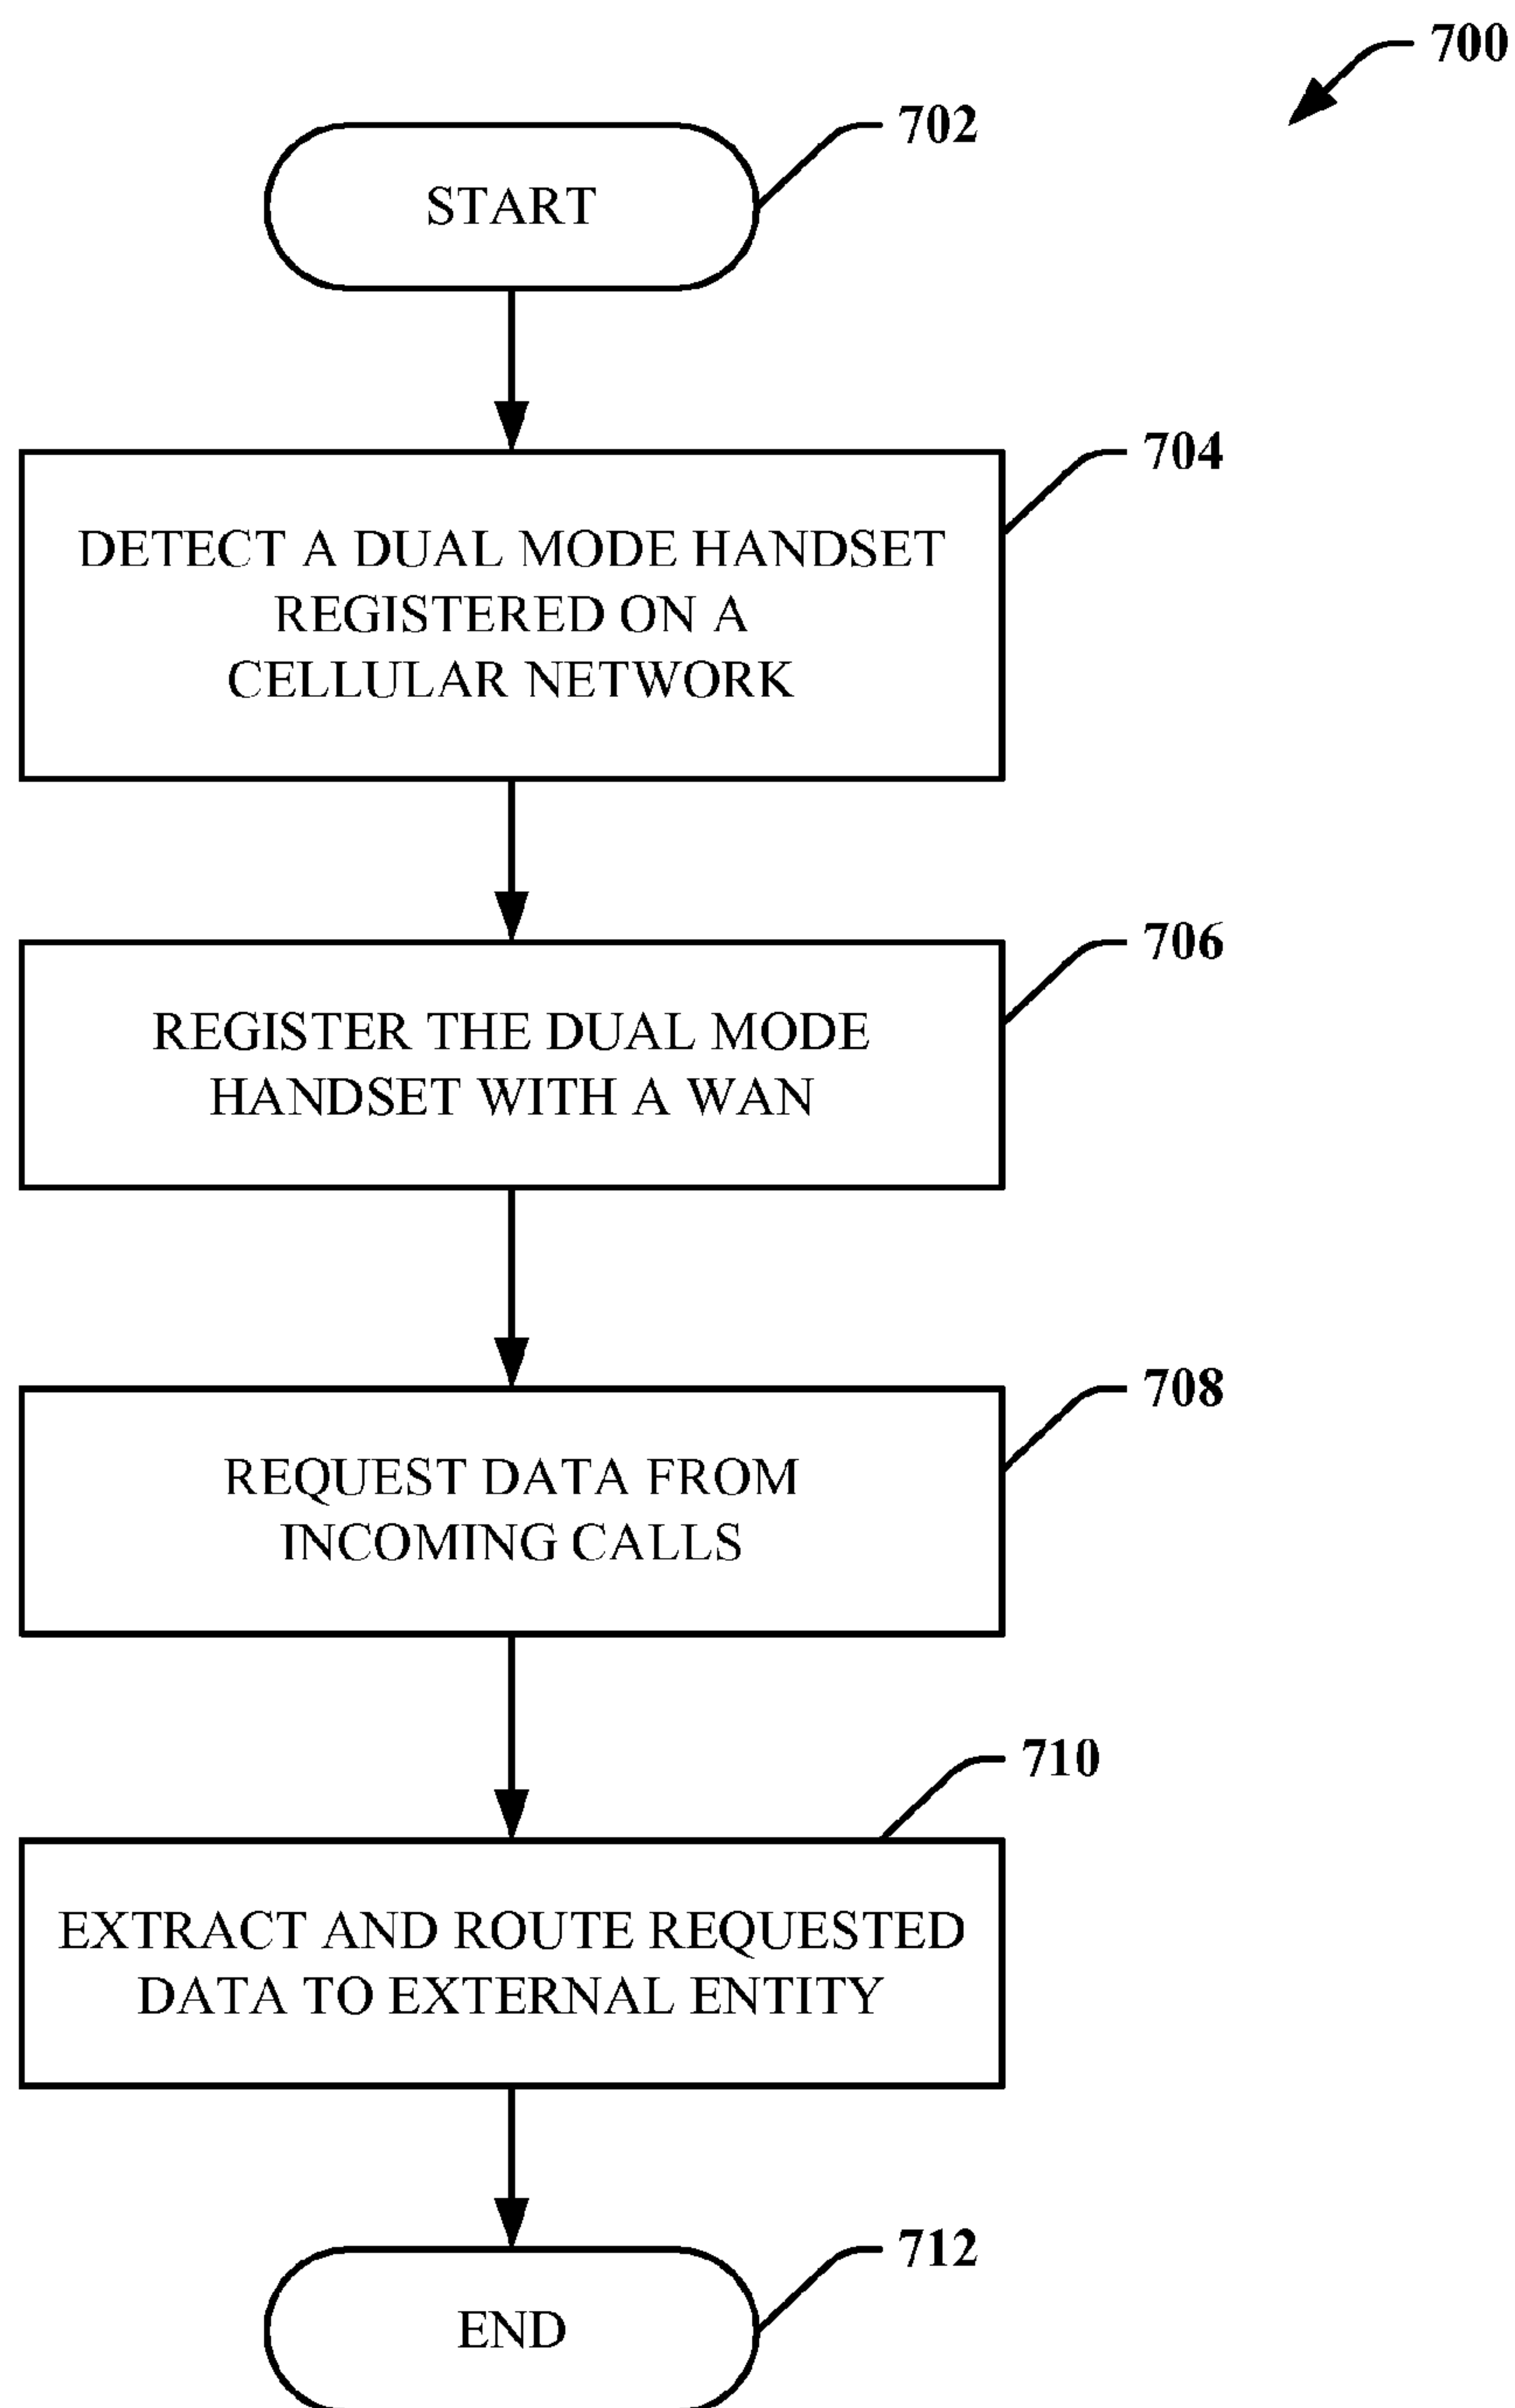 700
702
START
704
DETECT A DUAL MODE HANDSET
REGISTERED ON A
CELLULAR NETWORK
706
REGISTER THE DUAL MODE
HANDSET WITH A WAN
708
REQUEST DATA FROM
INCOMING CALLS
710
EXTRACT AND ROUTE REQUESTED
DATA TO EXTERNAL ENTITY
712
END